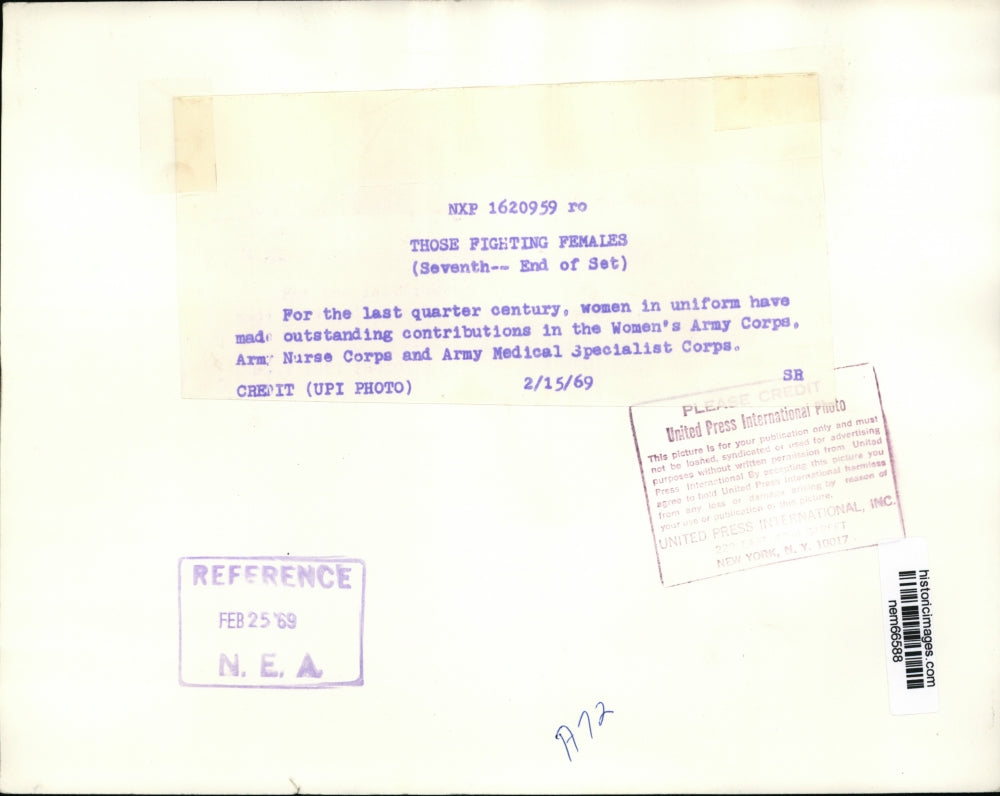 NXP 1620959 ro
THOSE FIGHTING FEMALES
(Seventh-- End of Set)
For the last quarter century, women in uniform have
made outstanding contributions in the Women's Army Corps,
Army Nurse Corps and Army Medical Specialist Corps.
CREDIT (UPI PHOTO) 2/15/69 SR
PLEASE CREDIT
United Press International Photo
This picture is for your publication only and must
not be loaned, syndicated or used for advertising
purposes without written permission from United
Press International By accepting this picture you
agree to hold United Press International harmless
from any loss or damage arising by reason of
your use or publication of this picture.
UNITED PRESS INTERNATIONAL, INC.
STREET
NEW YORK, N. Y. 10017
REFERENCE
FEB 25 '69
N. E. A.
historicimages.com
nem66588
A72